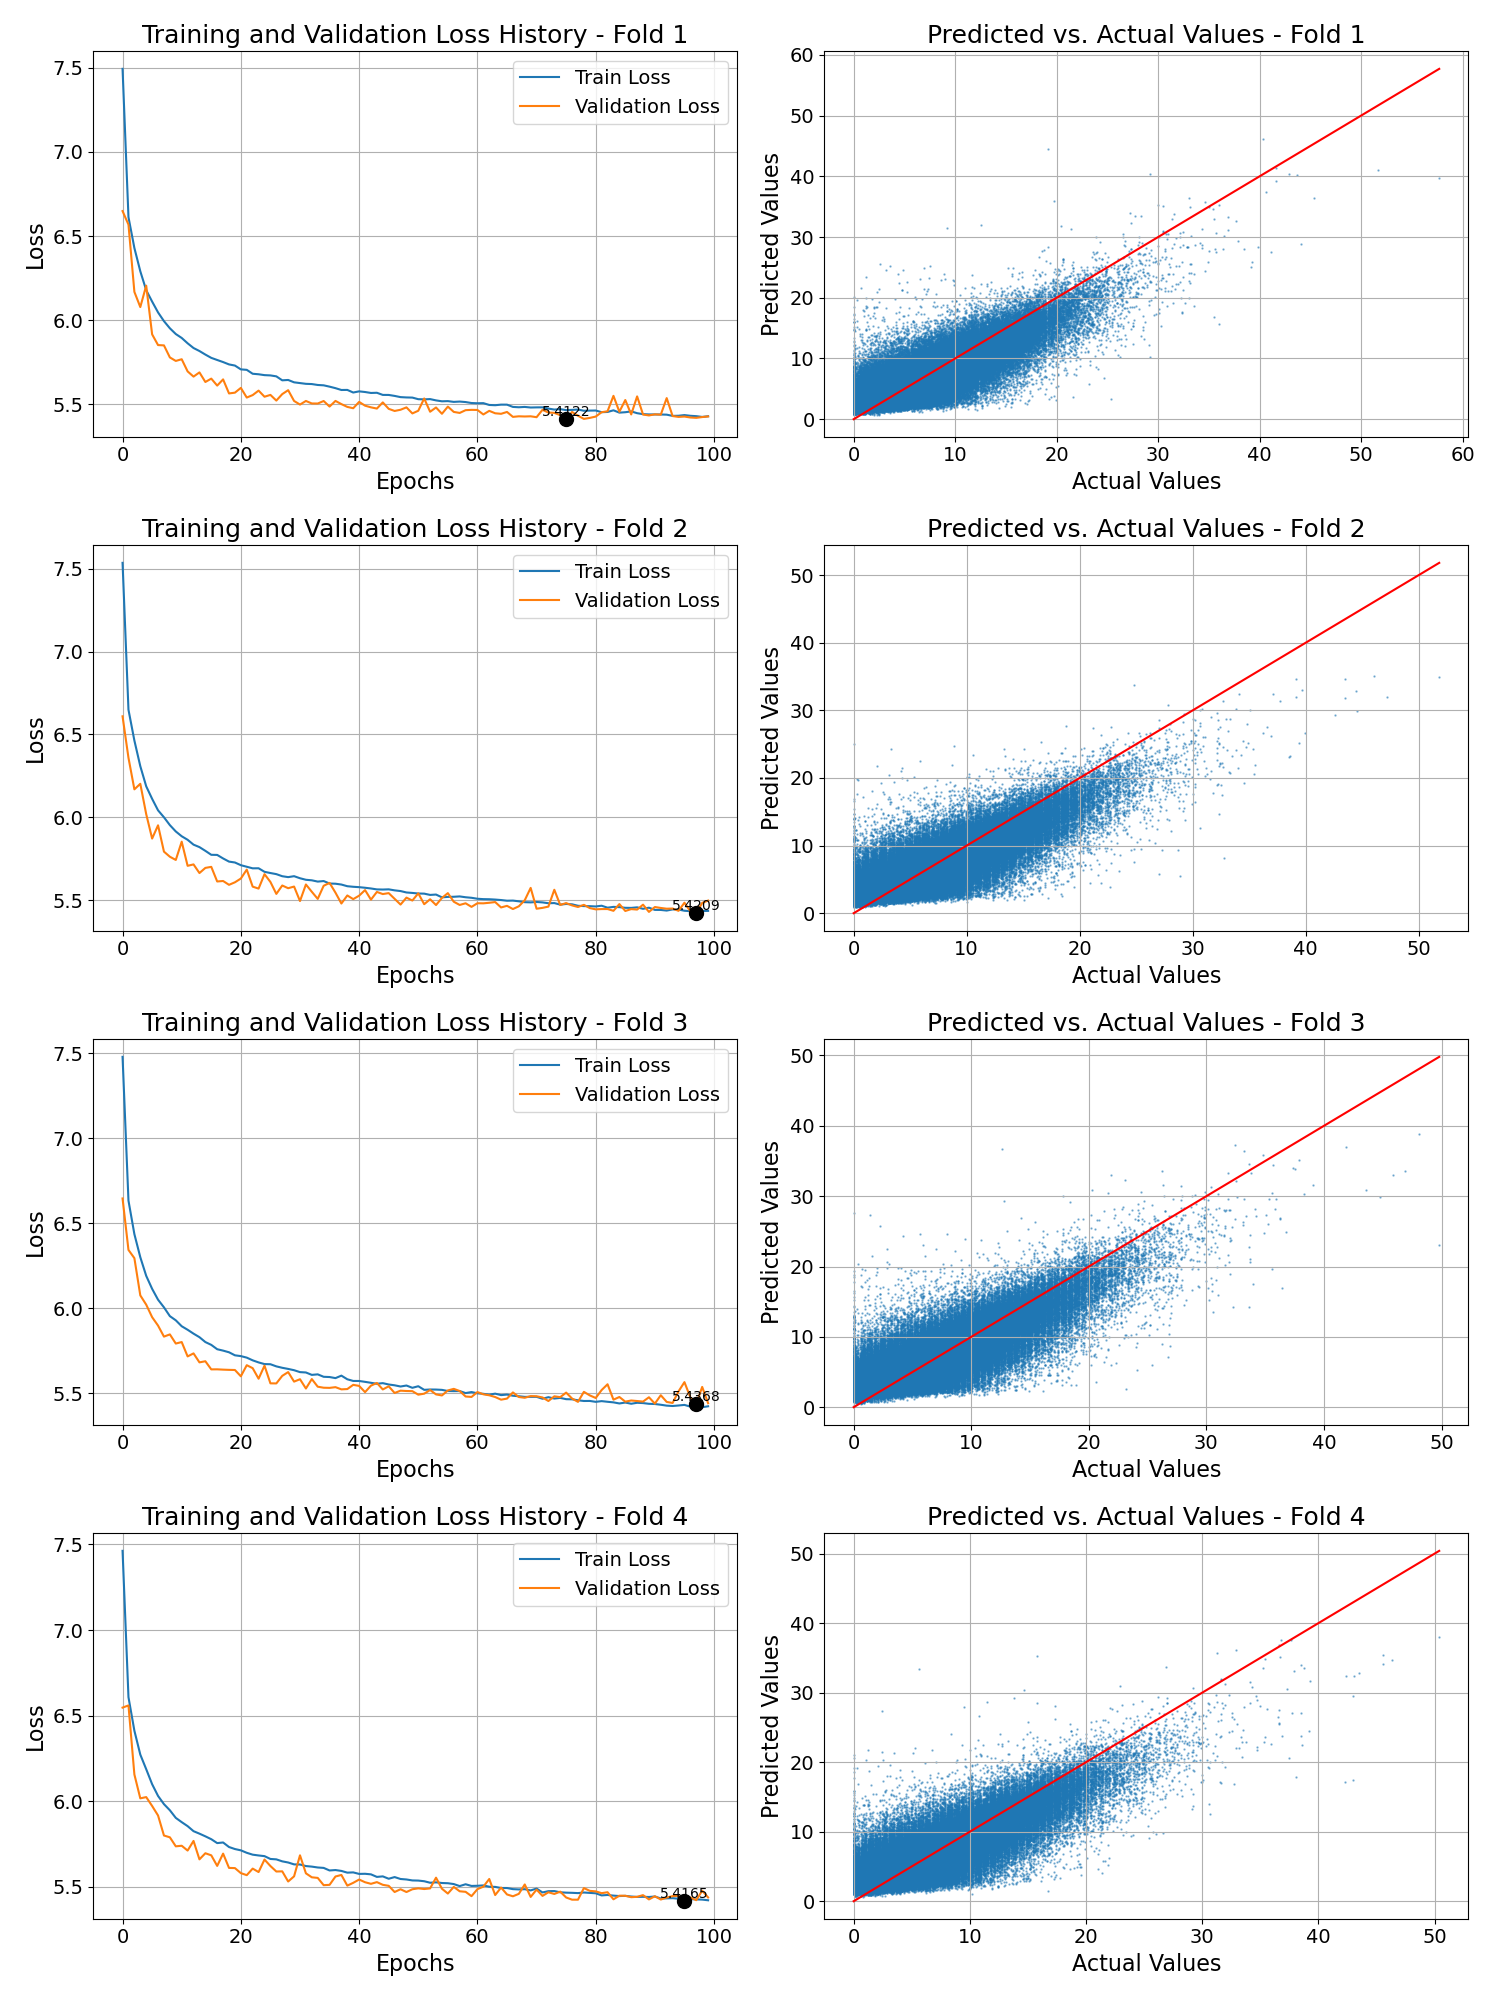 Training and Validation Loss History - Fold 1
Predicted vs. Actual Values - Fold 1
Train Loss
Validation Loss
Loss
7.5
7.0
6.5
6.0
5.5
5.4122
0 20 40 60 80 100
Epochs
Predicted Values
60
50
40
30
20
10
0
0 10 20 30 40 50 60
Actual Values
Training and Validation Loss History - Fold 2
Predicted vs. Actual Values - Fold 2
Train Loss
Validation Loss
Loss
7.5
7.0
6.5
6.0
5.5
5.4209
0 20 40 60 80 100
Epochs
Predicted Values
50
40
30
20
10
0
0 10 20 30 40 50
Actual Values
Training and Validation Loss History - Fold 3
Predicted vs. Actual Values - Fold 3
Train Loss
Validation Loss
Loss
7.5
7.0
6.5
6.0
5.5
5.4368
0 20 40 60 80 100
Epochs
Predicted Values
50
40
30
20
10
0
0 10 20 30 40 50
Actual Values
Training and Validation Loss History - Fold 4
Predicted vs. Actual Values - Fold 4
Train Loss
Validation Loss
Loss
7.5
7.0
6.5
6.0
5.5
5.4165
0 20 40 60 80 100
Epochs
Predicted Values
50
40
30
20
10
0
0 10 20 30 40 50
Actual Values